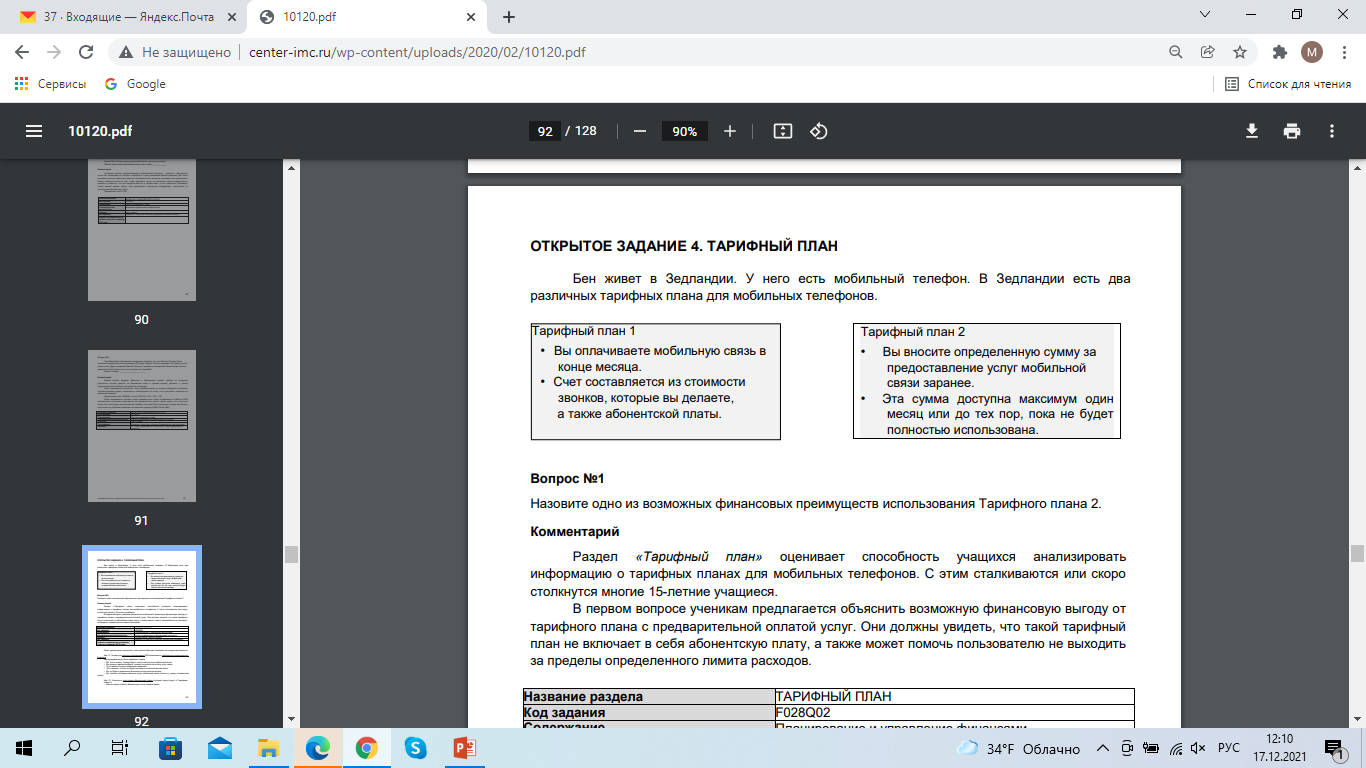 37 · Входящие — Яндекс.Почта
10120.pdf
Не защищено
center-imc.ru/wp-content/uploads/2020/02/10120.pdf
M
Сервисы
Google
Список для чтения
10120.pdf
92 / 128
90%
90
91
92
ОТКРЫТОЕ ЗАДАНИЕ 4. ТАРИФНЫЙ ПЛАН
Бен живет в Зедландии. У него есть мобильный телефон. В Зедландии есть два
различных тарифных плана для мобильных телефонов.
Тарифный план 1
• Вы оплачиваете мобильную связь в
конце месяца.
• Счет составляется из стоимости
звонков, которые вы делаете,
а также абонентской платы.
Тарифный план 2
• Вы вносите определенную сумму за
предоставление услуг мобильной
связи заранее.
• Эта сумма доступна максимум один
месяц или до тех пор, пока не будет
полностью использована.
Вопрос №1
Назовите одно из возможных финансовых преимуществ использования Тарифного плана 2.
Комментарий
Раздел «Тарифный план» оценивает способность учащихся анализировать
информацию о тарифных планах для мобильных телефонов. С этим сталкиваются или скоро
столкнутся многие 15-летние учащиеся.
В первом вопросе ученикам предлагается объяснить возможную финансовую выгоду от
тарифного плана с предварительной оплатой услуг. Они должны увидеть, что такой тарифный
план не включает в себя абонентскую плату, а также может помочь пользователю не выходить
за пределы определенного лимита расходов.
Название раздела ТАРИФНЫЙ ПЛАН
Код задания F028Q02
Содержание Планирование и управление финансами
34°F Облачно
РУС
12:10
17.12.2021
1